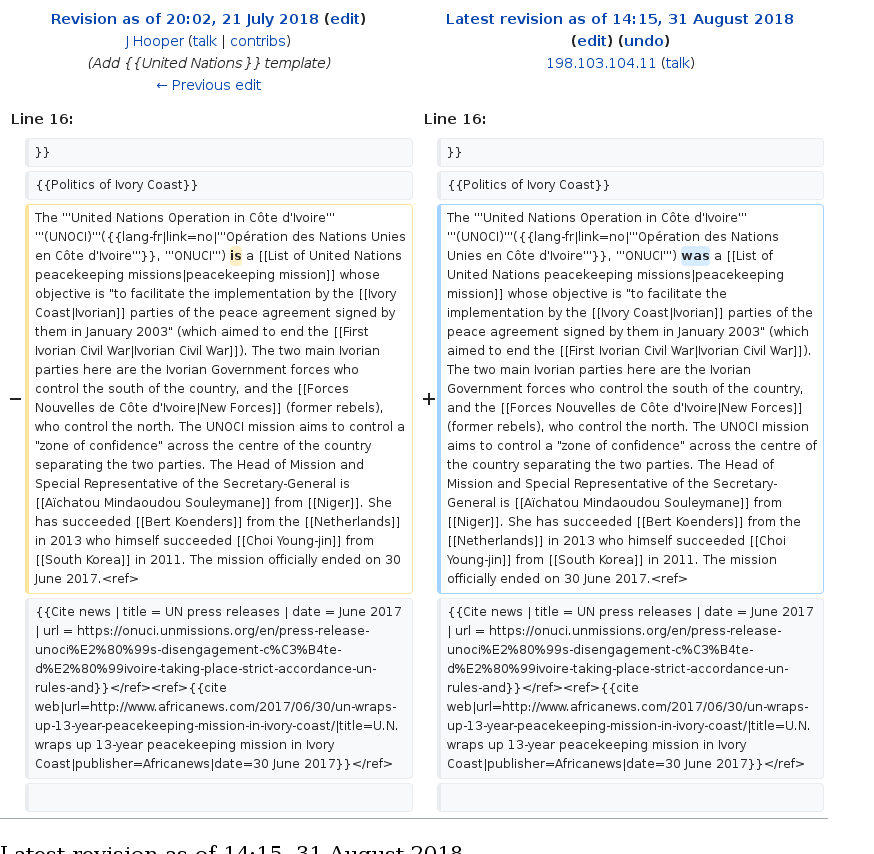 Revision as of 20:02, 21 July 2018 (edit)
J Hooper (talk | contribs)
(Add {{United Nations}} template)
← Previous edit
Latest revision as of 14:15, 31 August 2018
(edit) (undo)
198.103.104.11 (talk)
Line 16:
Line 16:
}}
}}
{{Politics of Ivory Coast}}
{{Politics of Ivory Coast}}
−
The '''United Nations Operation in Côte d'Ivoire'''
'''(UNOCI)'''({{lang-fr|link=no|'''Opération des Nations Unies
en Côte d'Ivoire'''}}, '''ONUCI''') is a [[List of United Nations
peacekeeping missions|peacekeeping mission]] whose
objective is "to facilitate the implementation by the [[Ivory
Coast|Ivorian]] parties of the peace agreement signed by
them in January 2003" (which aimed to end the [[First
Ivorian Civil War|Ivorian Civil War]]). The two main Ivorian
parties here are the Ivorian Government forces who
control the south of the country, and the [[Forces
Nouvelles de Côte d'Ivoire|New Forces]] (former rebels),
who control the north. The UNOCI mission aims to control a
"zone of confidence" across the centre of the country
separating the two parties. The Head of Mission and
Special Representative of the Secretary-General is
[[Aïchatou Mindaoudou Souleymane]] from [[Niger]]. She
has succeeded [[Bert Koenders]] from the [[Netherlands]]
in 2013 who himself succeeded [[Choi Young-jin]] from
[[South Korea]] in 2011. The mission officially ended on 30
June 2017.<ref>
+
The '''United Nations Operation in Côte d'Ivoire'''
'''(UNOCI)'''({{lang-fr|link=no|'''Opération des Nations
Unies en Côte d'Ivoire'''}}, '''ONUCI''') was a [[List of
United Nations peacekeeping missions|peacekeeping
mission]] whose objective is "to facilitate the
implementation by the [[Ivory Coast|Ivorian]] parties of the
peace agreement signed by them in January 2003" (which
aimed to end the [[First Ivorian Civil War|Ivorian Civil War]]).
The two main Ivorian parties here are the Ivorian
Government forces who control the south of the country,
and the [[Forces Nouvelles de Côte d'Ivoire|New Forces]]
(former rebels), who control the north. The UNOCI mission
aims to control a "zone of confidence" across the centre of
the country separating the two parties. The Head of
Mission and Special Representative of the Secretary-
General is [[Aïchatou Mindaoudou Souleymane]] from
[[Niger]]. She has succeeded [[Bert Koenders]] from the
[[Netherlands]] in 2013 who himself succeeded [[Choi
Young-jin]] from [[South Korea]] in 2011. The mission
officially ended on 30 June 2017.<ref>
{{Cite news | title = UN press releases | date = June 2017
| url = https://onuci.unmissions.org/en/press-release-
unoci%E2%80%99s-disengagement-c%C3%B4te-
d%E2%80%99ivoire-taking-place-strict-accordance-un-
rules-and}}</ref><ref>{{cite
web|url=http://www.africanews.com/2017/06/30/un-wraps-
up-13-year-peacekeeping-mission-in-ivory-coast/|title=U.N.
wraps up 13-year peacekeeping mission in Ivory
Coast|publisher=Africanews|date=30 June 2017}}</ref>
{{Cite news | title = UN press releases | date = June 2017
| url = https://onuci.unmissions.org/en/press-release-
unoci%E2%80%99s-disengagement-c%C3%B4te-
d%E2%80%99ivoire-taking-place-strict-accordance-un-
rules-and}}</ref><ref>{{cite
web|url=http://www.africanews.com/2017/06/30/un-wraps-
up-13-year-peacekeeping-mission-in-ivory-coast/|title=U.N.
wraps up 13-year peacekeeping mission in Ivory
Coast|publisher=Africanews|date=30 June 2017}}</ref>
Latest revision as of 14:15, 31 August 2018